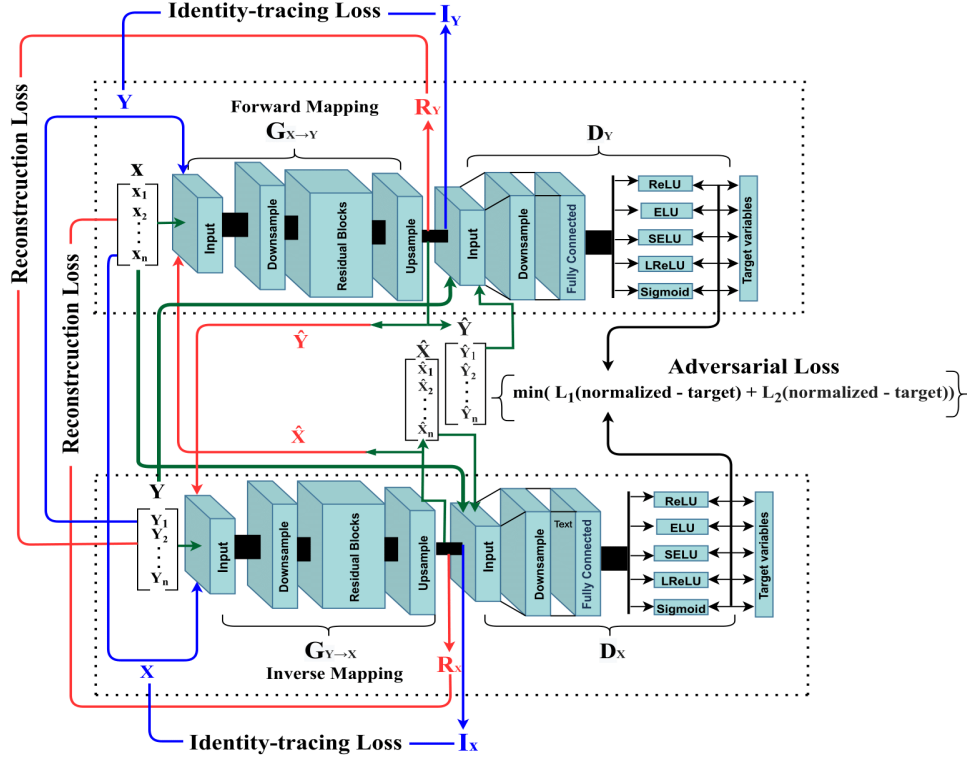 Identity-tracing Loss
I_Y
Y
Forward Mapping
G_X→Y
R_Y
D_Y
X
x_1
x_2
x_n
Input
Downsample
Residual Blocks
Upsample
Input
Downsample
Fully Connected
ReLU
ELU
SELU
LReLU
Sigmoid
Target variables
Reconstrcuction Loss
Reconstrcuction Loss
Ŷ
Ŷ
Ŷ_1
Ŷ_2
Ŷ_n
X̂
X̂_1
X̂_2
X̂_n
X̂
Adversarial Loss
min( L_1(normalized - target) + L_2(normalized - target))
Y
Y_1
Y_2
Y_n
Input
Downsample
Residual Blocks
Upsample
Input
Downsample
Text
Fully Connected
ReLU
ELU
SELU
LReLU
Sigmoid
Target variables
G_Y→X
Inverse Mapping
R_X
D_X
X
Identity-tracing Loss
I_X